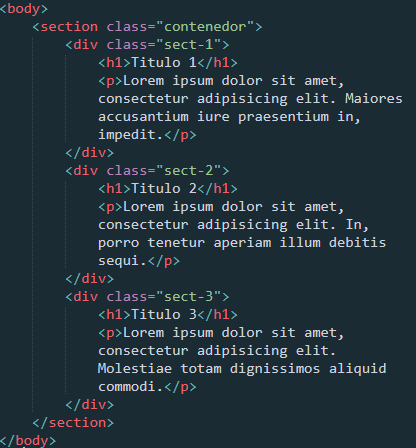 <body>
<section class="contenedor">
<div class="sect-1">
<h1>Titulo 1</h1>
<p>Lorem ipsum dolor sit amet,
consectetur adipisicing elit. Maiores
accusantium iure praesentium in,
impedit.</p>
</div>
<div class="sect-2">
<h1>Titulo 2</h1>
<p>Lorem ipsum dolor sit amet,
consectetur adipisicing elit. In,
porro tenetur aperiam illum debitis
sequi.</p>
</div>
<div class="sect-3">
<h1>Titulo 3</h1>
<p>Lorem ipsum dolor sit amet,
consectetur adipisicing elit.
Molestiae totam dignissimos aliquid
commodi.</p>
</div>
</section>
</body>